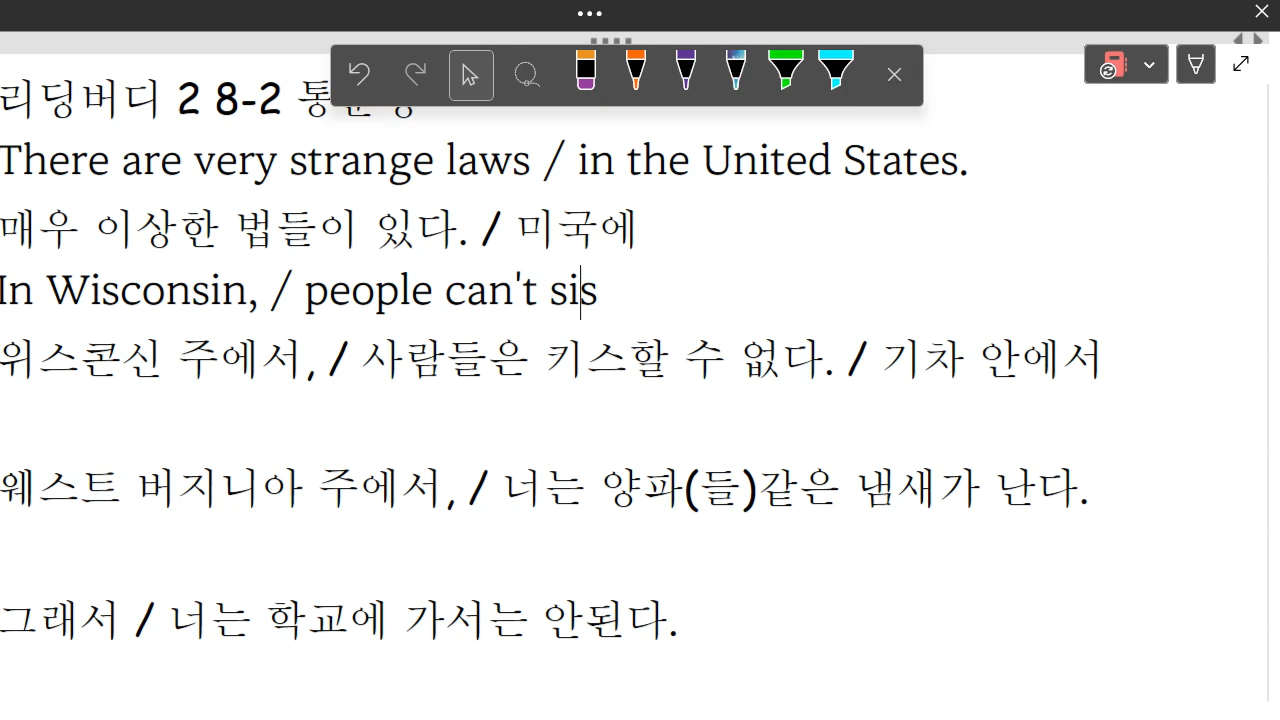 리딩버디 2 8-2
There are very strange laws / in the United States.
매우 이상한 법들이 있다. / 미국에
In Wisconsin, / people can't sis
위스콘신 주에서, / 사람들은 키스할 수 없다. / 기차 안에서
웨스트 버지니아 주에서, / 너는 양파(들)같은 냄새가 난다.
그래서 / 너는 학교에 가서는 안된다.